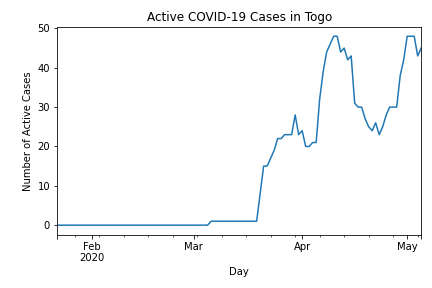 Active COVID-19 Cases in Togo
50
40
30
20
10
0
Number of Active Cases
Feb
2020
Mar
Apr
May
Day